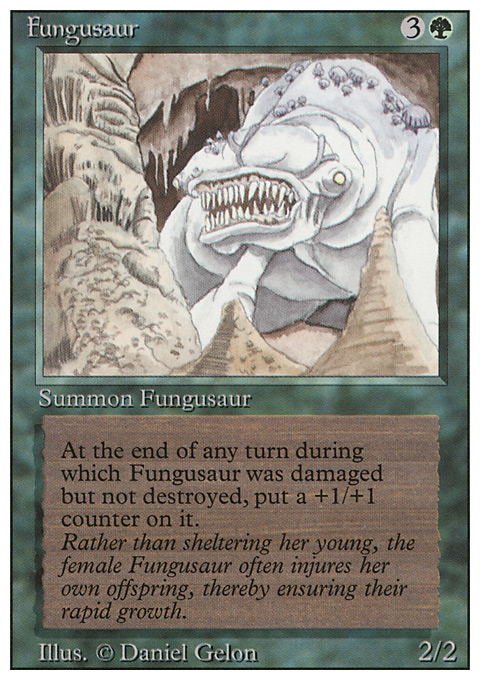 Fungusaur 3
Summon Fungusaur
At the end of any turn during
which Fungusaur was damaged
but not destroyed, put a +1/+1
counter on it.
Rather than sheltering her young, the
female Fungusaur often injures her
own offspring, thereby ensuring their
rapid growth.
Illus. © Daniel Gelon 2/2